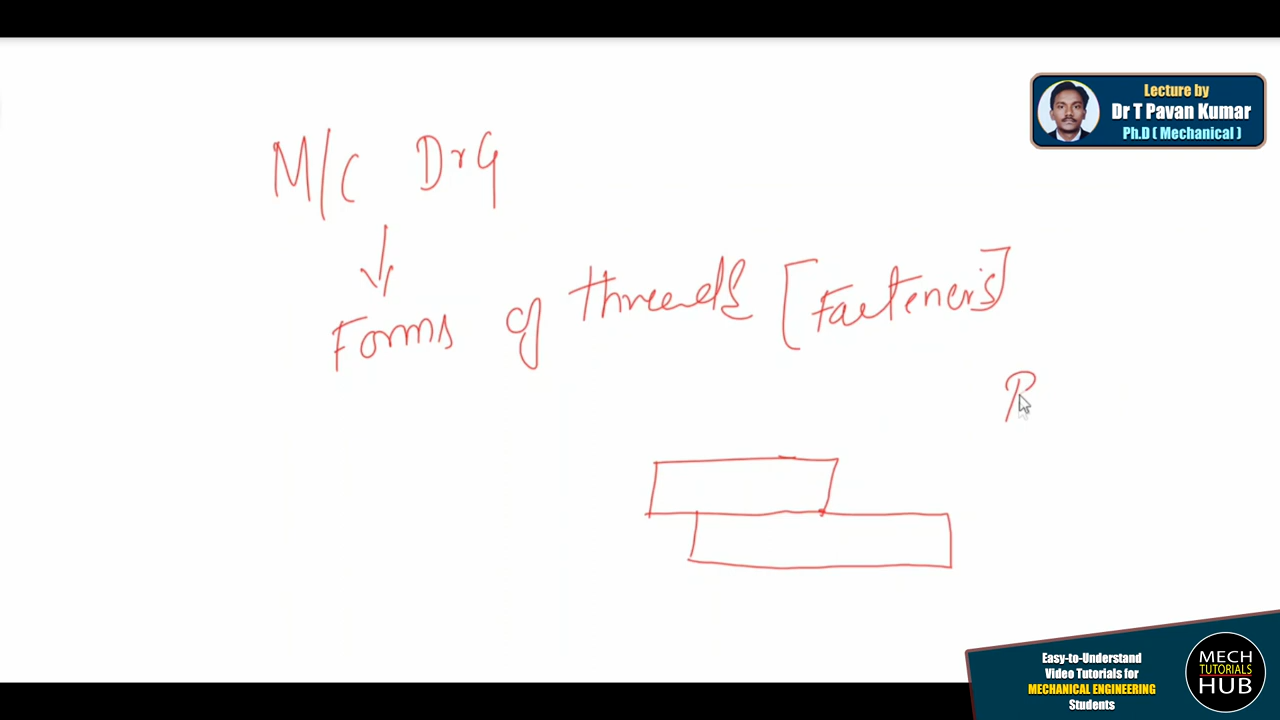 Lecture by
Dr T Pavan Kumar
Ph.D ( Mechanical )
M/C DrG
Forms of threads [Fasteners]
P
Easy-to-Understand
Video Tutorials for
MECHANICAL ENGINEERING
Students
MECH
TUTORIALS
HUB